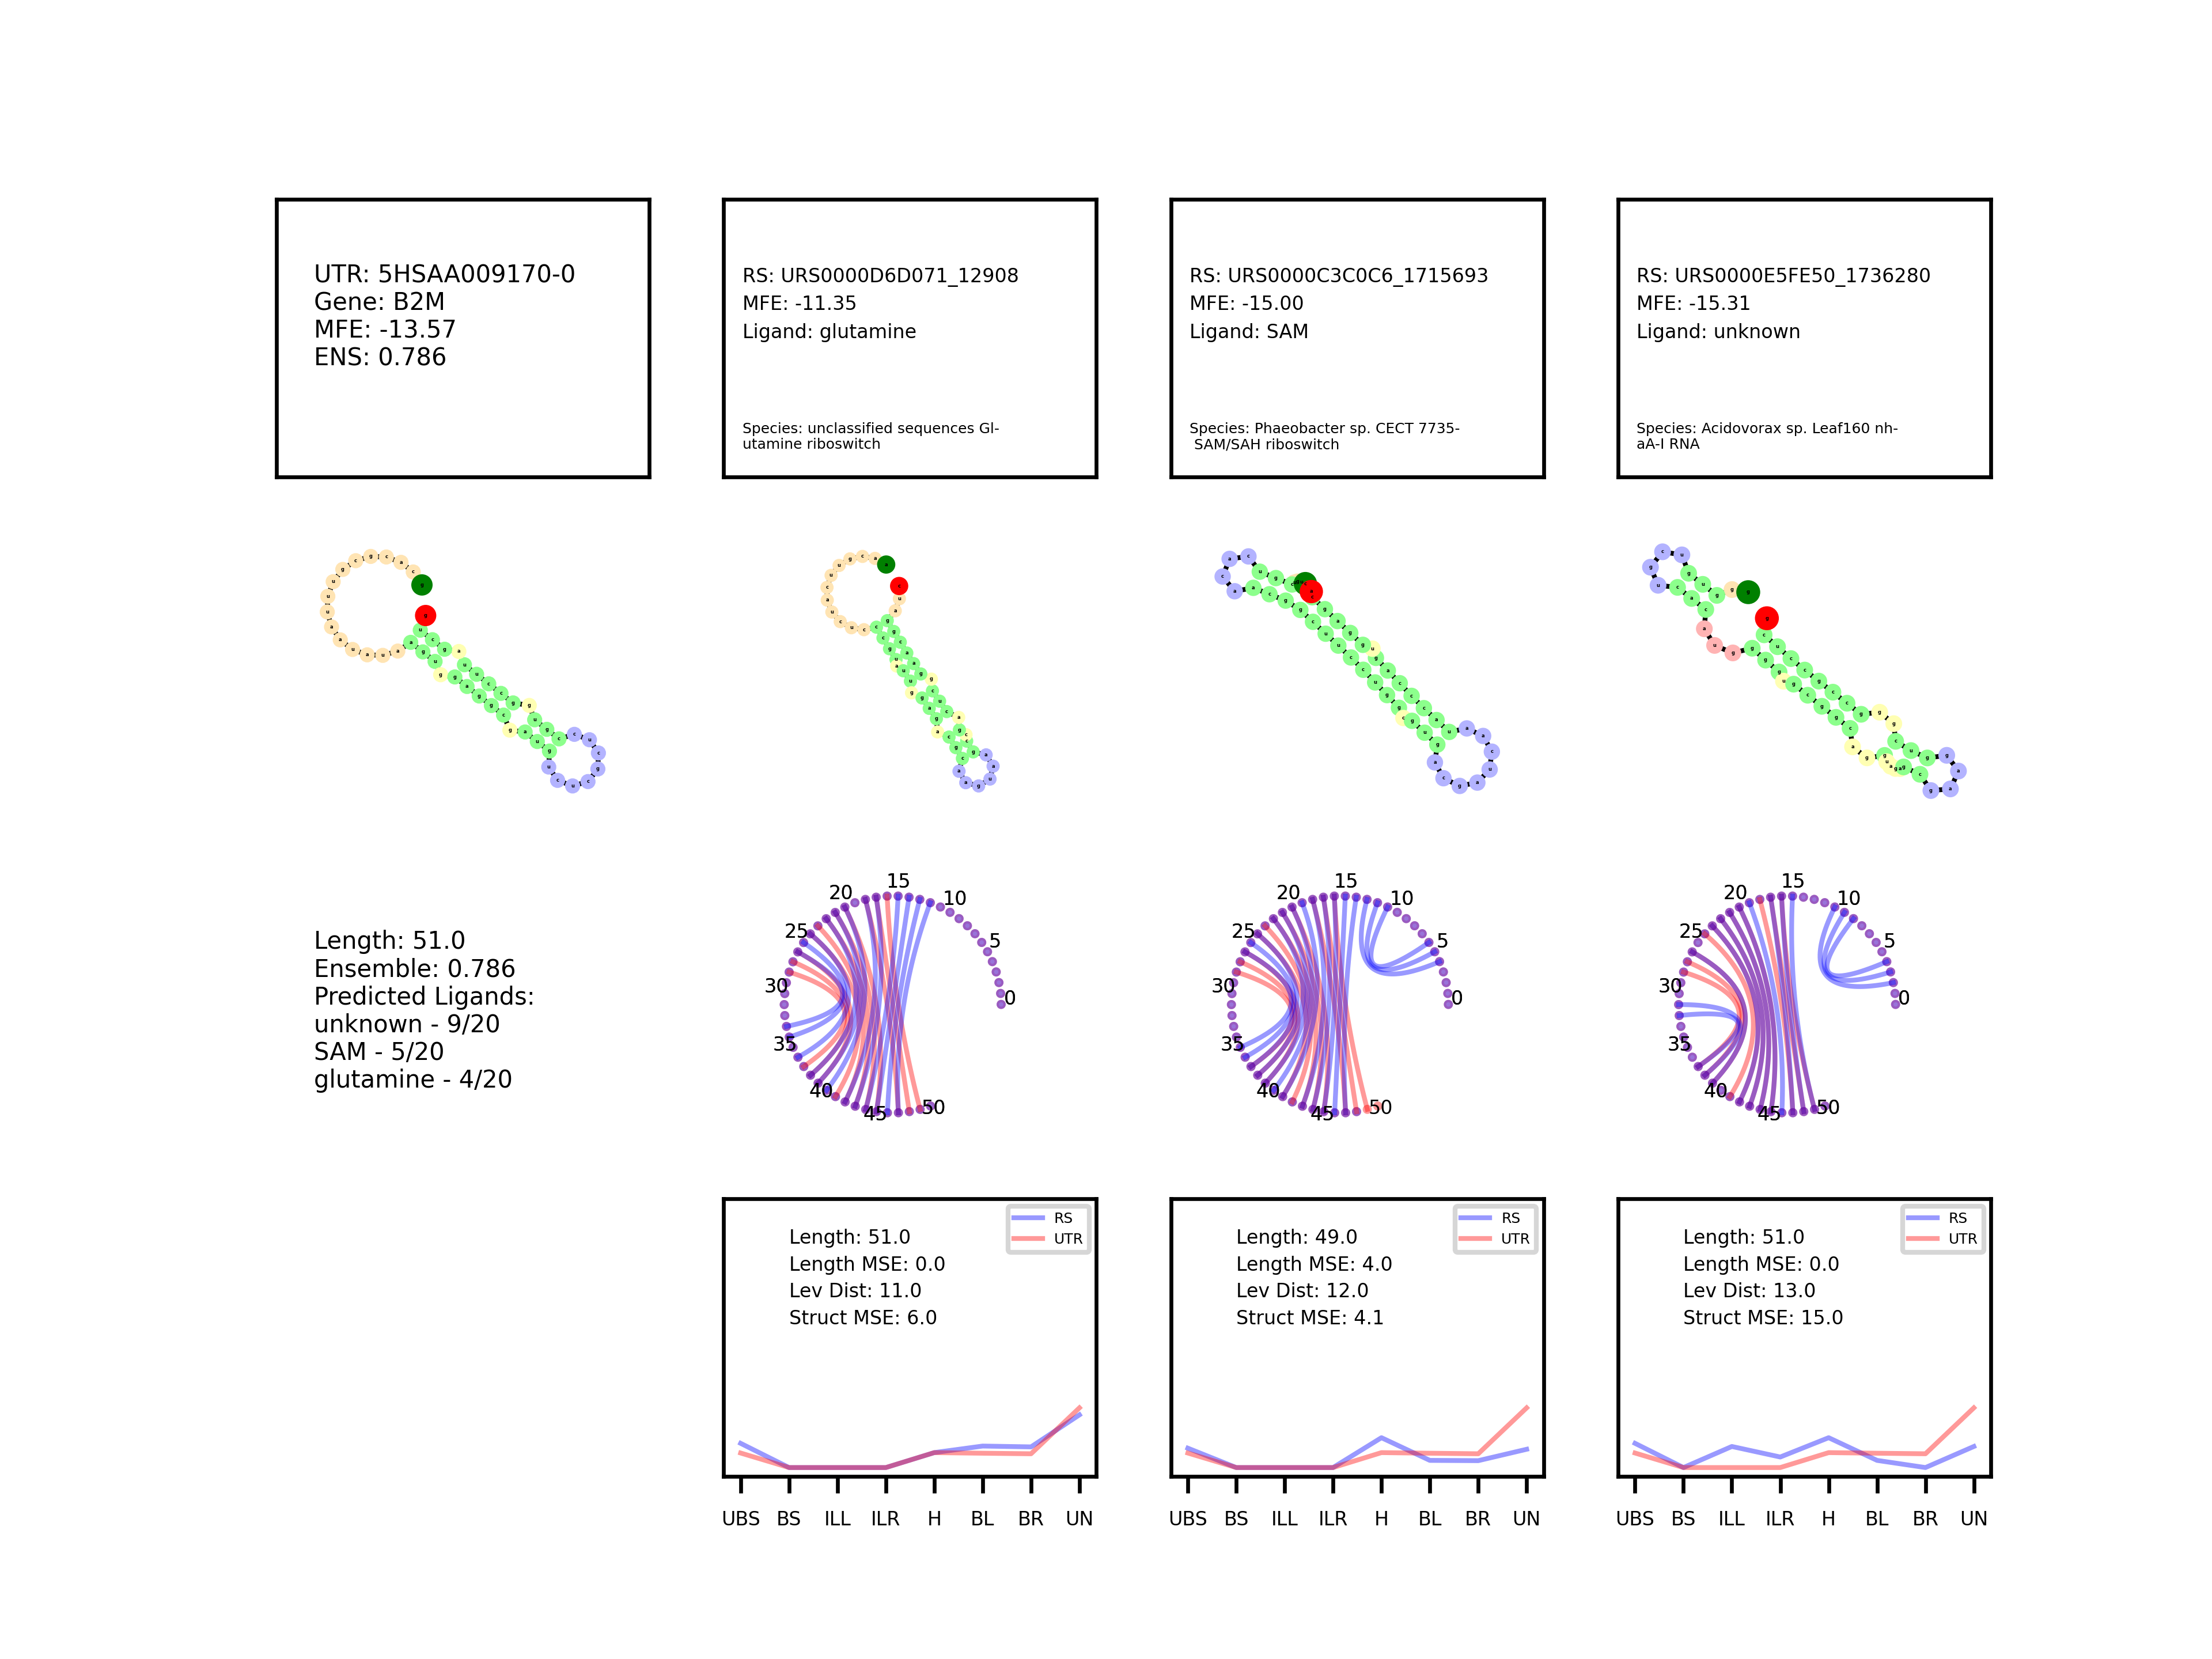 UTR: 5HSAA009170-0
Gene: B2M
MFE: -13.57
ENS: 0.786
RS: URS0000D6D071_12908
MFE: -11.35
Ligand: glutamine
Species: unclassified sequences Gl-
utamine riboswitch
RS: URS0000C3C0C6_1715693
MFE: -15.00
Ligand: SAM
Species: Phaeobacter sp. CECT 7735-
SAM/SAH riboswitch
RS: URS0000E5FE50_1736280
MFE: -15.31
Ligand: unknown
Species: Acidovorax sp. Leaf160 nh-
aA-I RNA
Length: 51.0
Ensemble: 0.786
Predicted Ligands:
unknown - 9/20
SAM - 5/20
glutamine - 4/20
0
5
10
15
20
25
30
35
40
45
50
0
5
10
15
20
25
30
35
40
45
50
0
5
10
15
20
25
30
35
40
45
50
RS
UTR
Length: 51.0
Length MSE: 0.0
Lev Dist: 11.0
Struct MSE: 6.0
UBS BS ILL ILR H BL BR UN
RS
UTR
Length: 49.0
Length MSE: 4.0
Lev Dist: 12.0
Struct MSE: 4.1
UBS BS ILL ILR H BL BR UN
RS
UTR
Length: 51.0
Length MSE: 0.0
Lev Dist: 13.0
Struct MSE: 15.0
UBS BS ILL ILR H BL BR UN